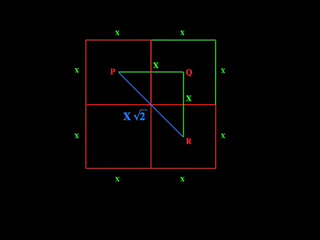 x x
x P x Q x
X
X √2
x R x
x x